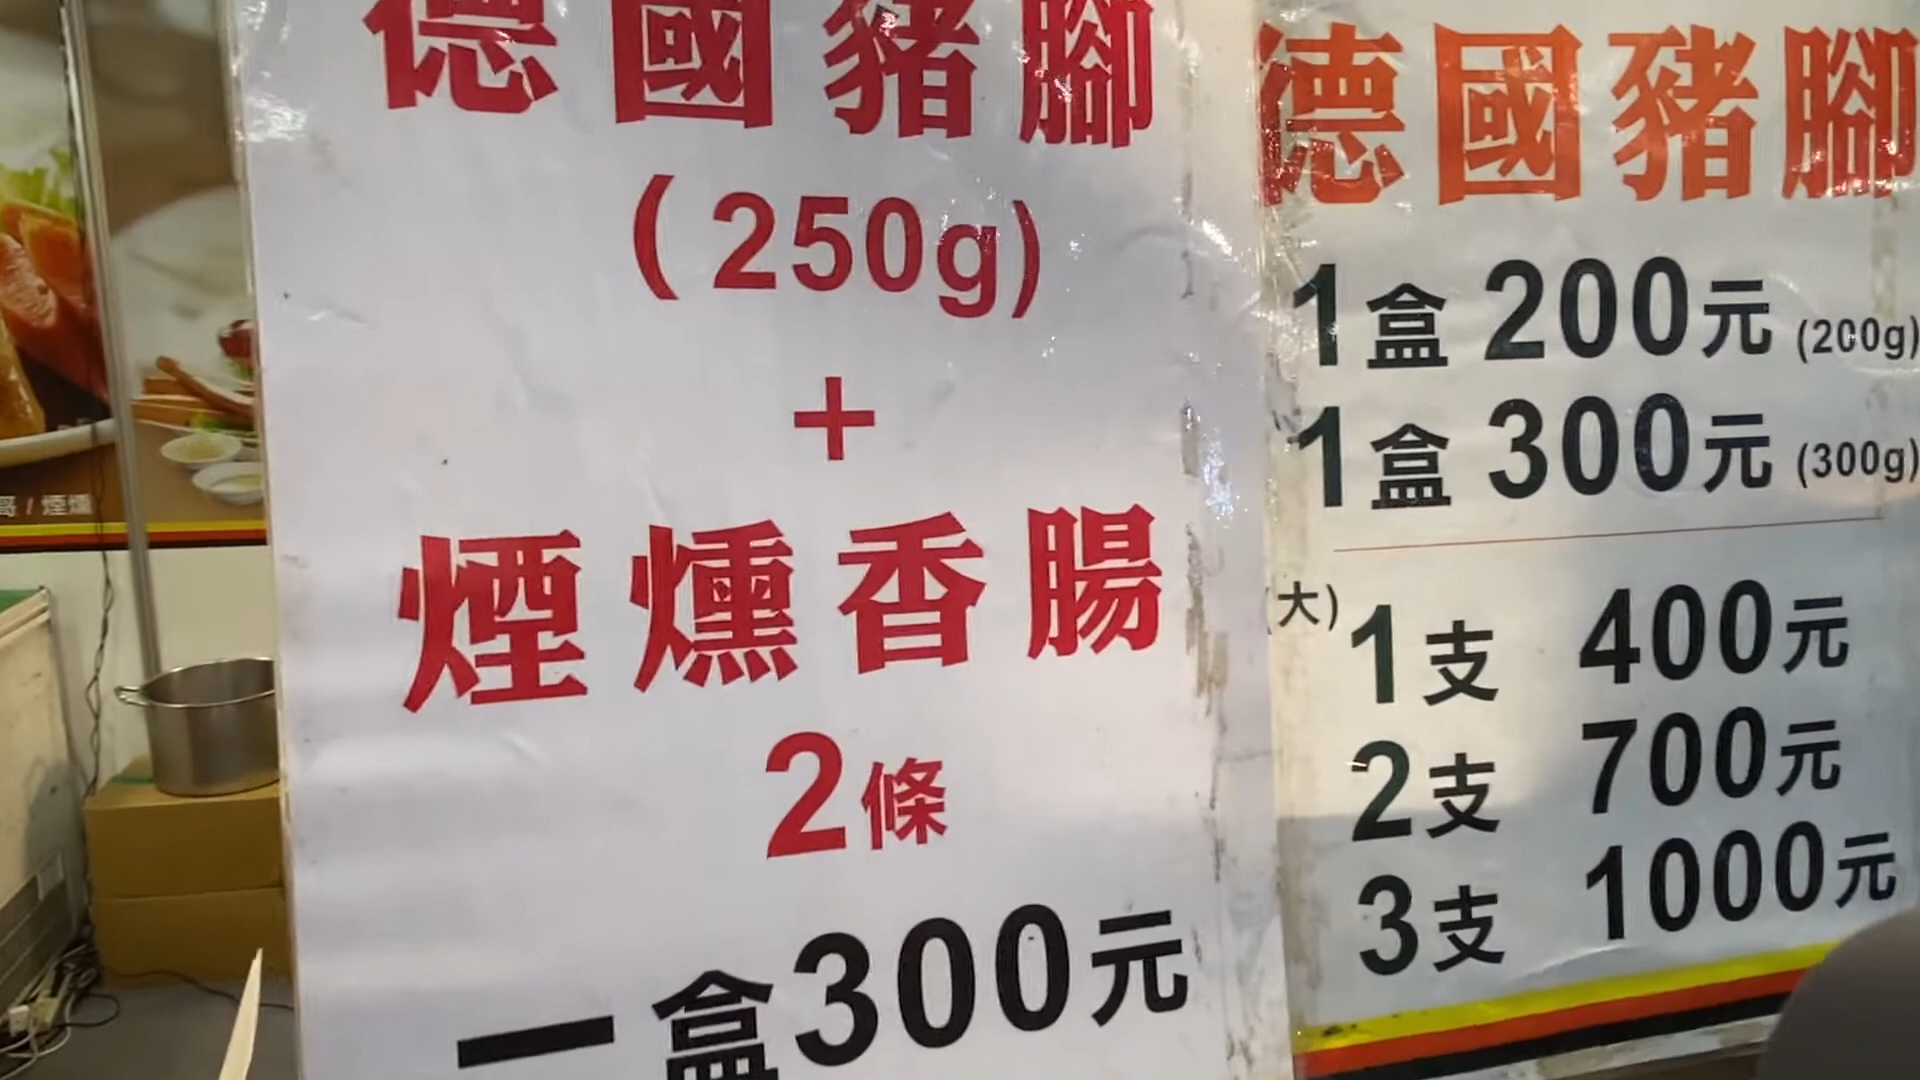 德國豬腳
(250g)
+
煙燻香腸
2條
一盒300元
德國豬腳
1盒 200元 (200g)
1盒 300元 (300g)
(大) 1支 400元
2支 700元
3支 1000元
/ 煙燻